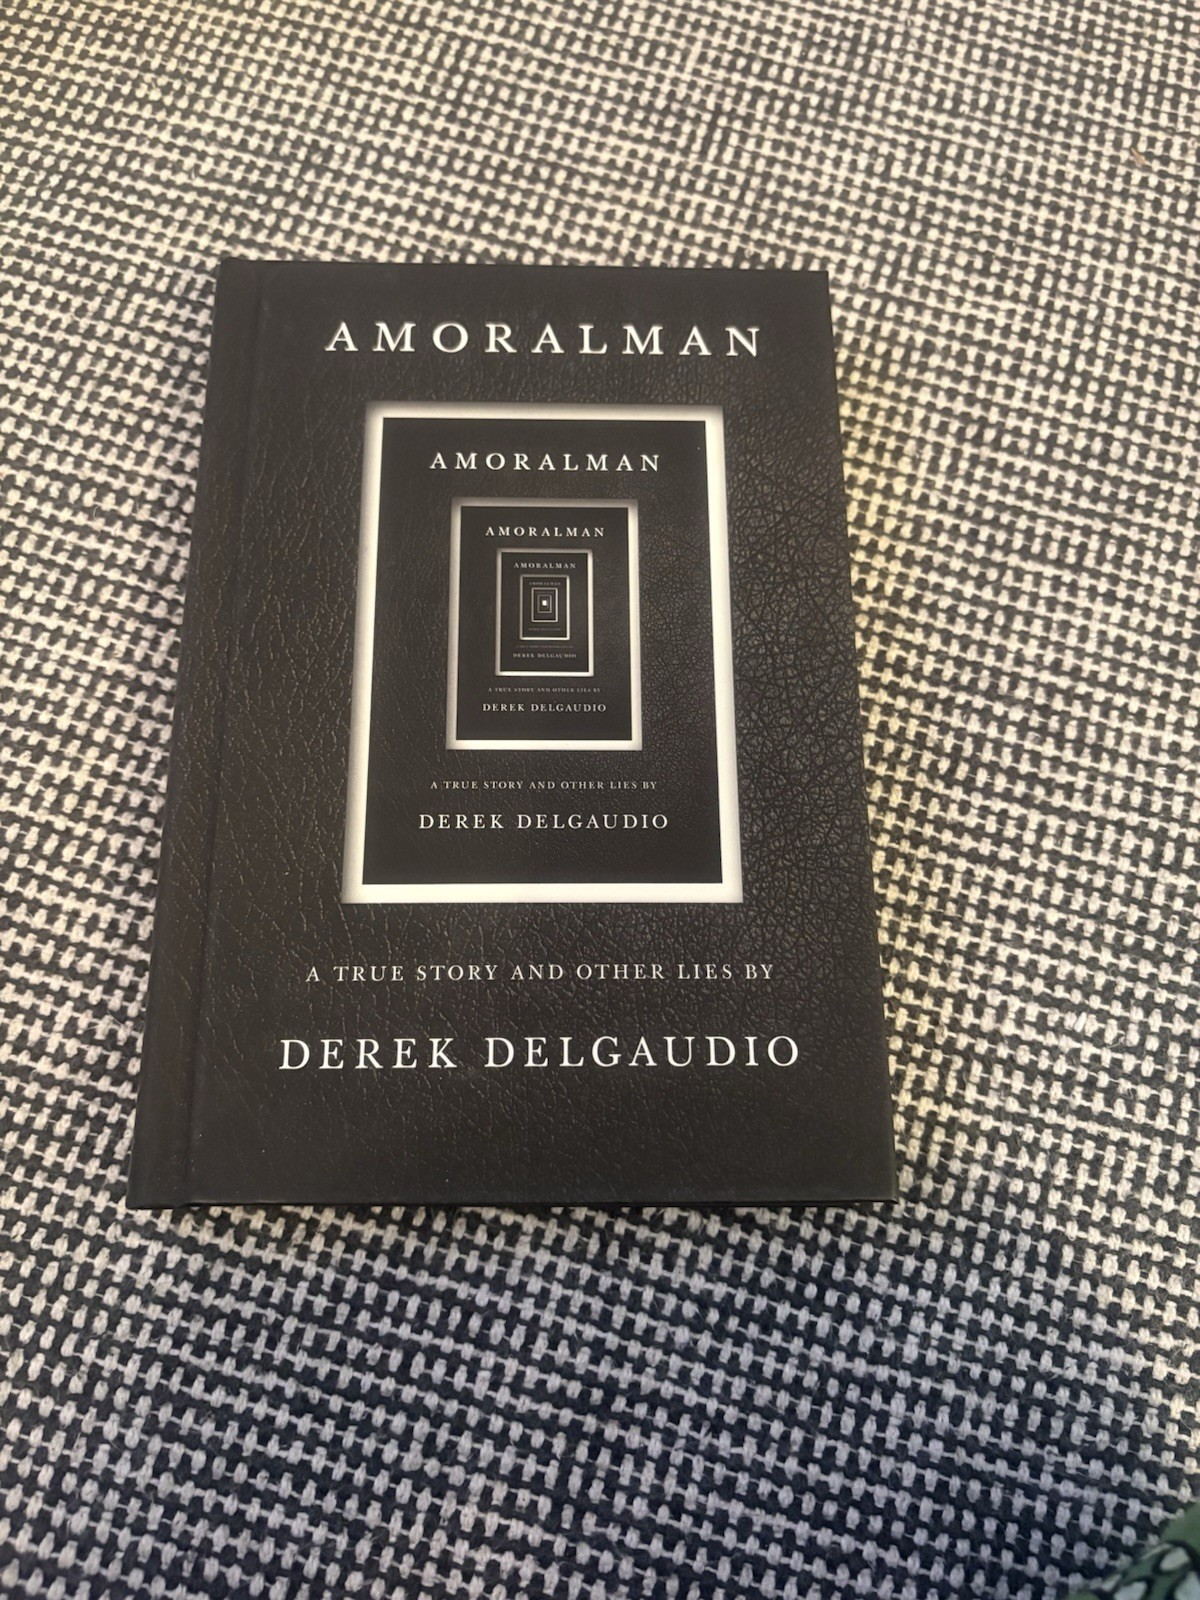 AMORALMAN
AMORALMAN
AMORALMAN
AMORALMAN
DEREK DELGAUDIO
A TRUE STORY AND OTHER LIES BY
DEREK DELGAUDIO
A TRUE STORY AND OTHER LIES BY
DEREK DELGAUDIO
A TRUE STORY AND OTHER LIES BY
DEREK DELGAUDIO